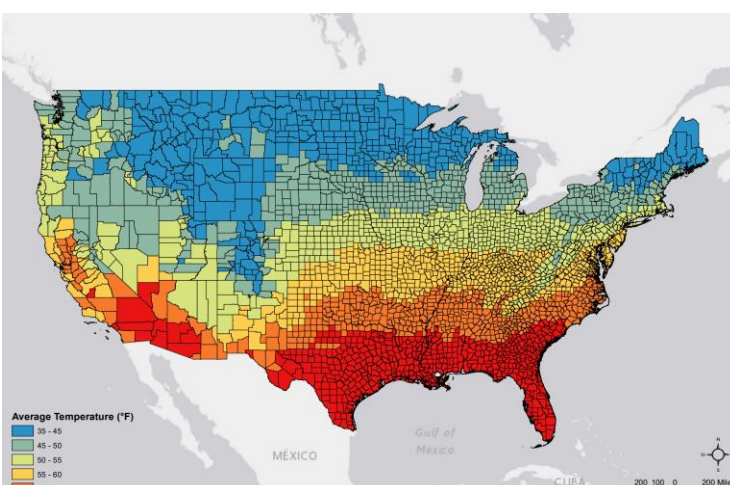 Average Temperature (°F)
35 - 45
45 - 50
50 - 55
55 - 60
MÉXICO
Gulf of
Mexico
CUBA
N
S
200 100 0 200 Mile